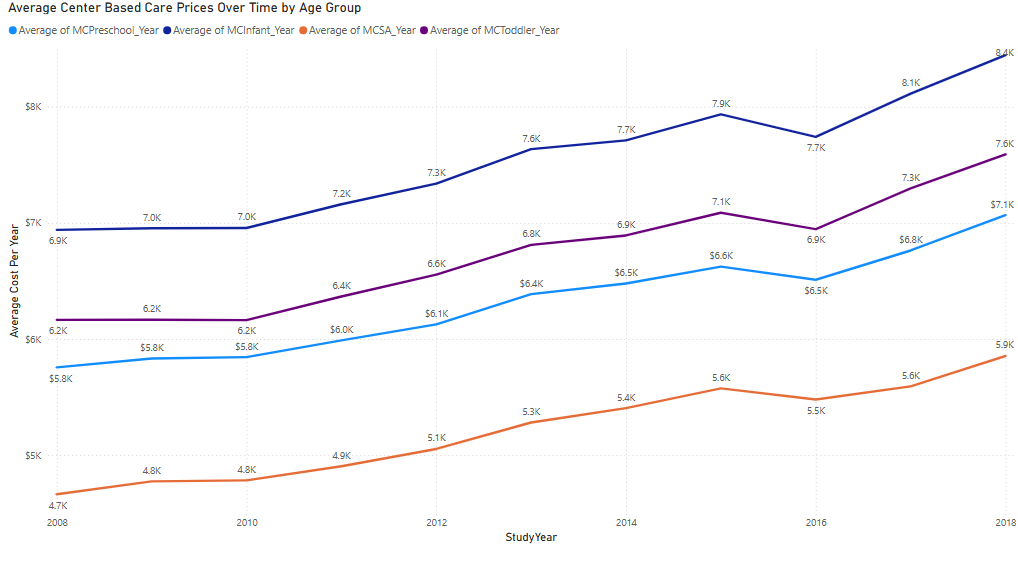 Average Center Based Care Prices Over Time by Age Group
Average of MCPreschool_Year Average of MCInfant_Year Average of MCSA_Year Average of MCToddler_Year
8.4K
$8K
8.1K
7.9K
7.7K
7.7K
7.6K
7.6K
7.3K
7.3K
7.2K
$7.1K
7.1K
7.0K
7.0K
$7K
6.9K
6.9K
6.9K
6.8K
$6.8K
6.6K
$6.6K
$6.5K
$6.5K
6.4K
$6.4K
6.2K
6.2K
6.2K
$6.1K
$6.0K
$6K
$5.8K
$5.8K
$5.8K
5.9K
5.6K
5.6K
5.5K
5.4K
5.3K
5.1K
$5K
4.9K
4.8K
4.8K
4.7K
Average Cost Per Year
2008 2010 2012 2014 2016 2018
StudyYear